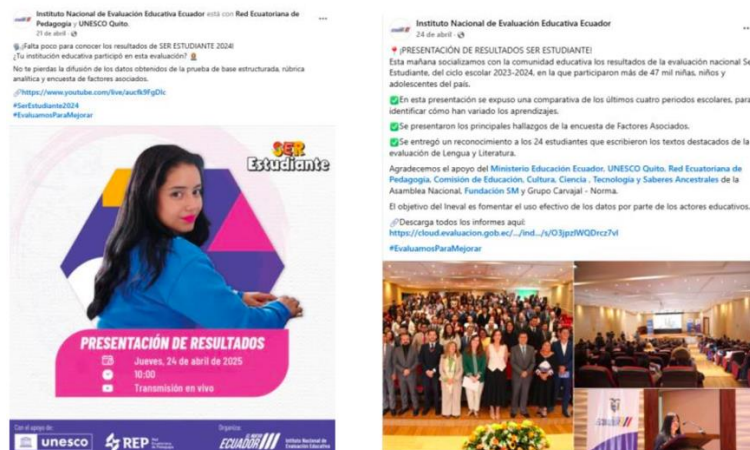 Instituto Nacional de Evaluación Educativa Ecuador está con Red Ecuatoriana de
Pedagogía y UNESCO Quito.
21 de abril ·
¡Falta poco para conocer los resultados de SER ESTUDIANTE 2024!
¿Tu institución educativa participó en esta evaluación?
No te pierdas la difusión de los datos obtenidos de la prueba de base estructurada, rúbrica
analítica y encuesta de factores asociados.
https://www.youtube.com/live/aucfk9FgDlc
#SerEstudiante2024
#EvaluamosParaMejorar
SER
Estudiante
PRESENTACIÓN DE RESULTADOS
Jueves, 24 de abril de 2025
10:00
Transmisión en vivo
Con el apoyo de:
Organiza:
unesco
REP
EL NUEVO
ECUADOR
Instituto Nacional de
Evaluación Educativa
Instituto Nacional de Evaluación Educativa Ecuador
24 de abril ·
¡PRESENTACIÓN DE RESULTADOS SER ESTUDIANTE!
Esta mañana socializamos con la comunidad educativa los resultados de la evaluación nacional Se
Estudiante, del ciclo escolar 2023-2024, en la que participaron más de 47 mil niñas, niños y
adolescentes del país.
En esta presentación se expuso una comparativa de los últimos cuatro periodos escolares, para
identificar cómo han variado los aprendizajes.
Se presentaron los principales hallazgos de la encuesta de Factores Asociados.
Se entregó un reconocimiento a los 24 estudiantes que escribieron los textos destacados de la
evaluación de Lengua y Literatura.
Agradecemos el apoyo del Ministerio Educación Ecuador, UNESCO Quito, Red Ecuatoriana de
Pedagogía, Comisión de Educación, Cultura, Ciencia , Tecnología y Saberes Ancestrales de la
Asamblea Nacional, Fundación SM y Grupo Carvajal - Norma.
El objetivo del Ineval es fomentar el uso efectivo de los datos por parte de los actores educativos.
Descarga todos los informes aquí:
https://cloud.evaluacion.gob.ec/.../ind.../s/O3jpzlWQDrcz7vl
#EvaluamosParaMejorar